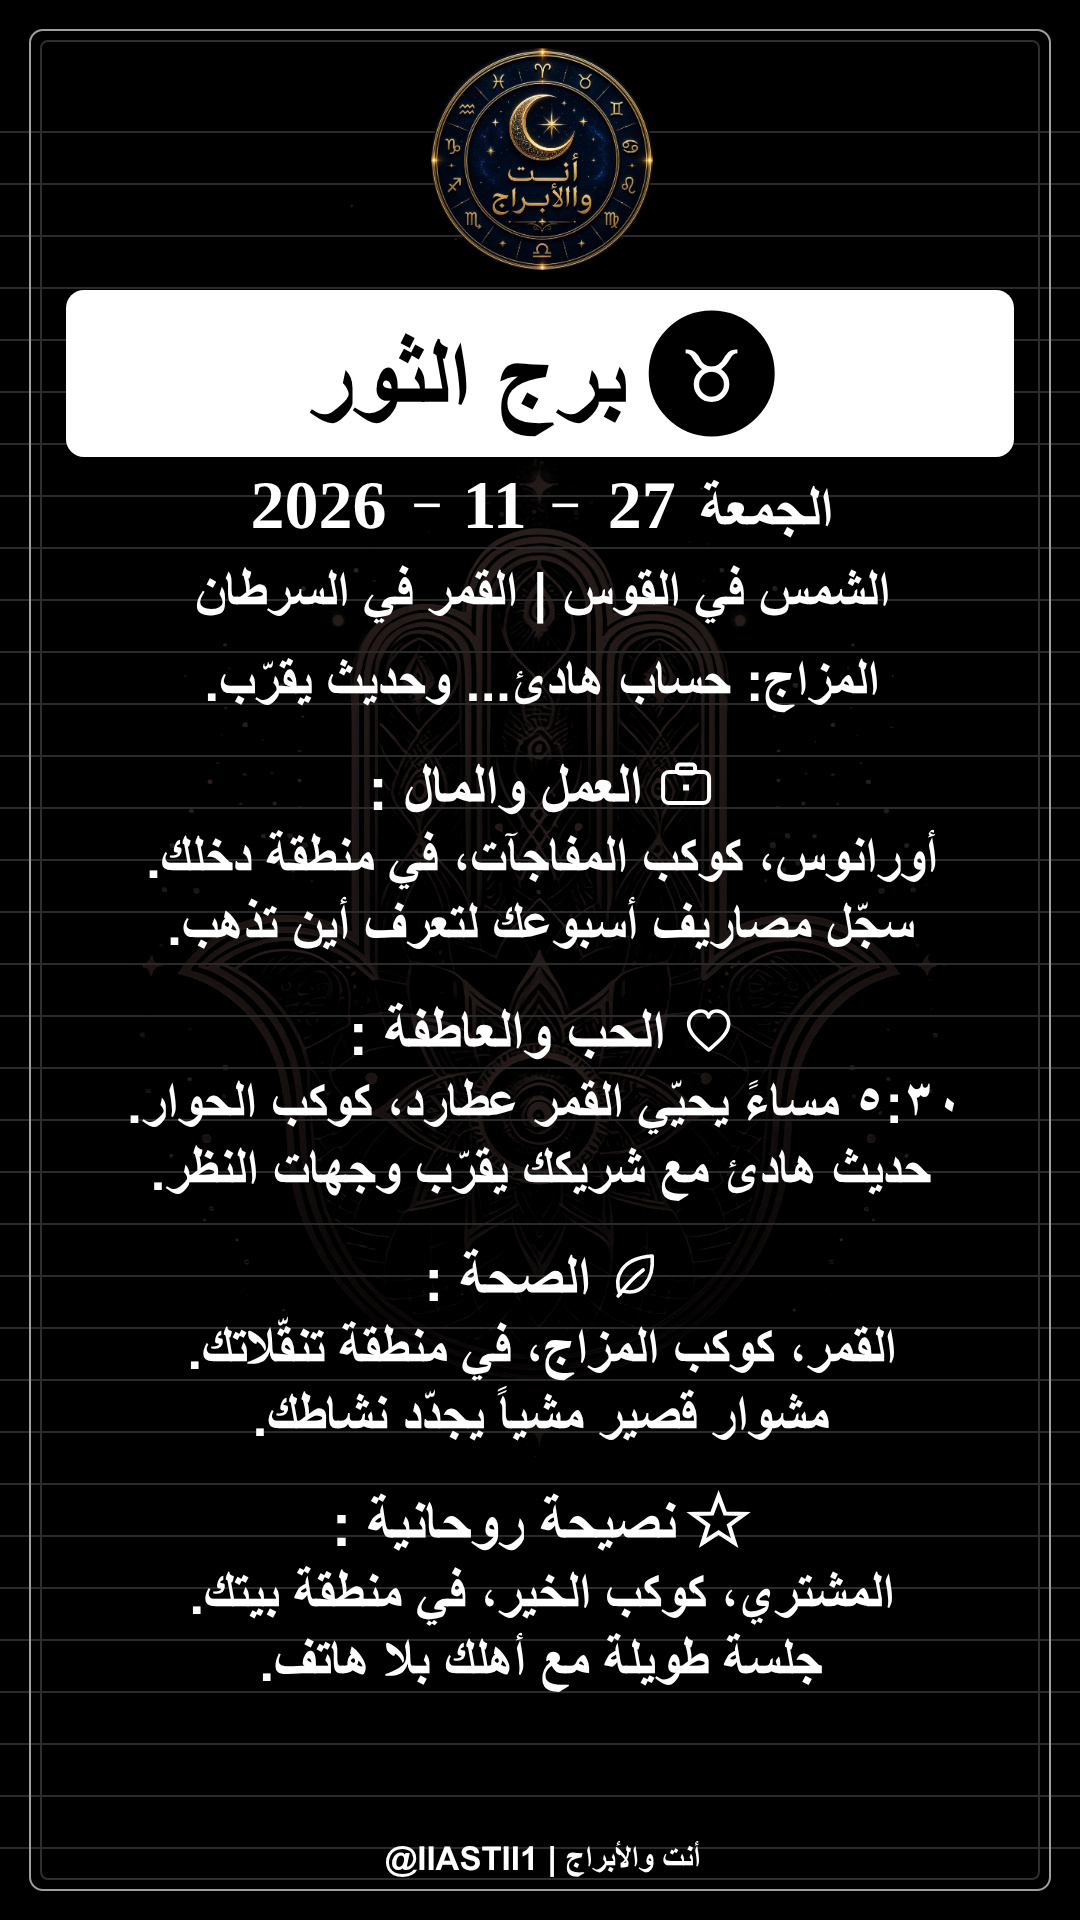 أنت
واالأبراج
برج الثور
الجمعة 27 - 11 - 2026
الشمس في القوس | القمر في السرطان
المزاج: حساب هادئ... وحديث يقرّب.
العمل والمال :
أورانوس، كوكب المفاجآت، في منطقة دخلك.
سجّل مصاريف أسبوعك لتعرف أين تذهب.
الحب والعاطفة :
٥:٣٠ مساءً يحيّي القمر عطارد، كوكب الحوار.
حديث هادئ مع شريكك يقرّب وجهات النظر.
الصحة :
القمر، كوكب المزاج، في منطقة تنقّلاتك.
مشوار قصير مشياً يجدّد نشاطك.
نصيحة روحانية :
المشتري، كوكب الخير، في منطقة بيتك.
جلسة طويلة مع أهلك بلا هاتف.
أنت والأبراج | @IIASTII1